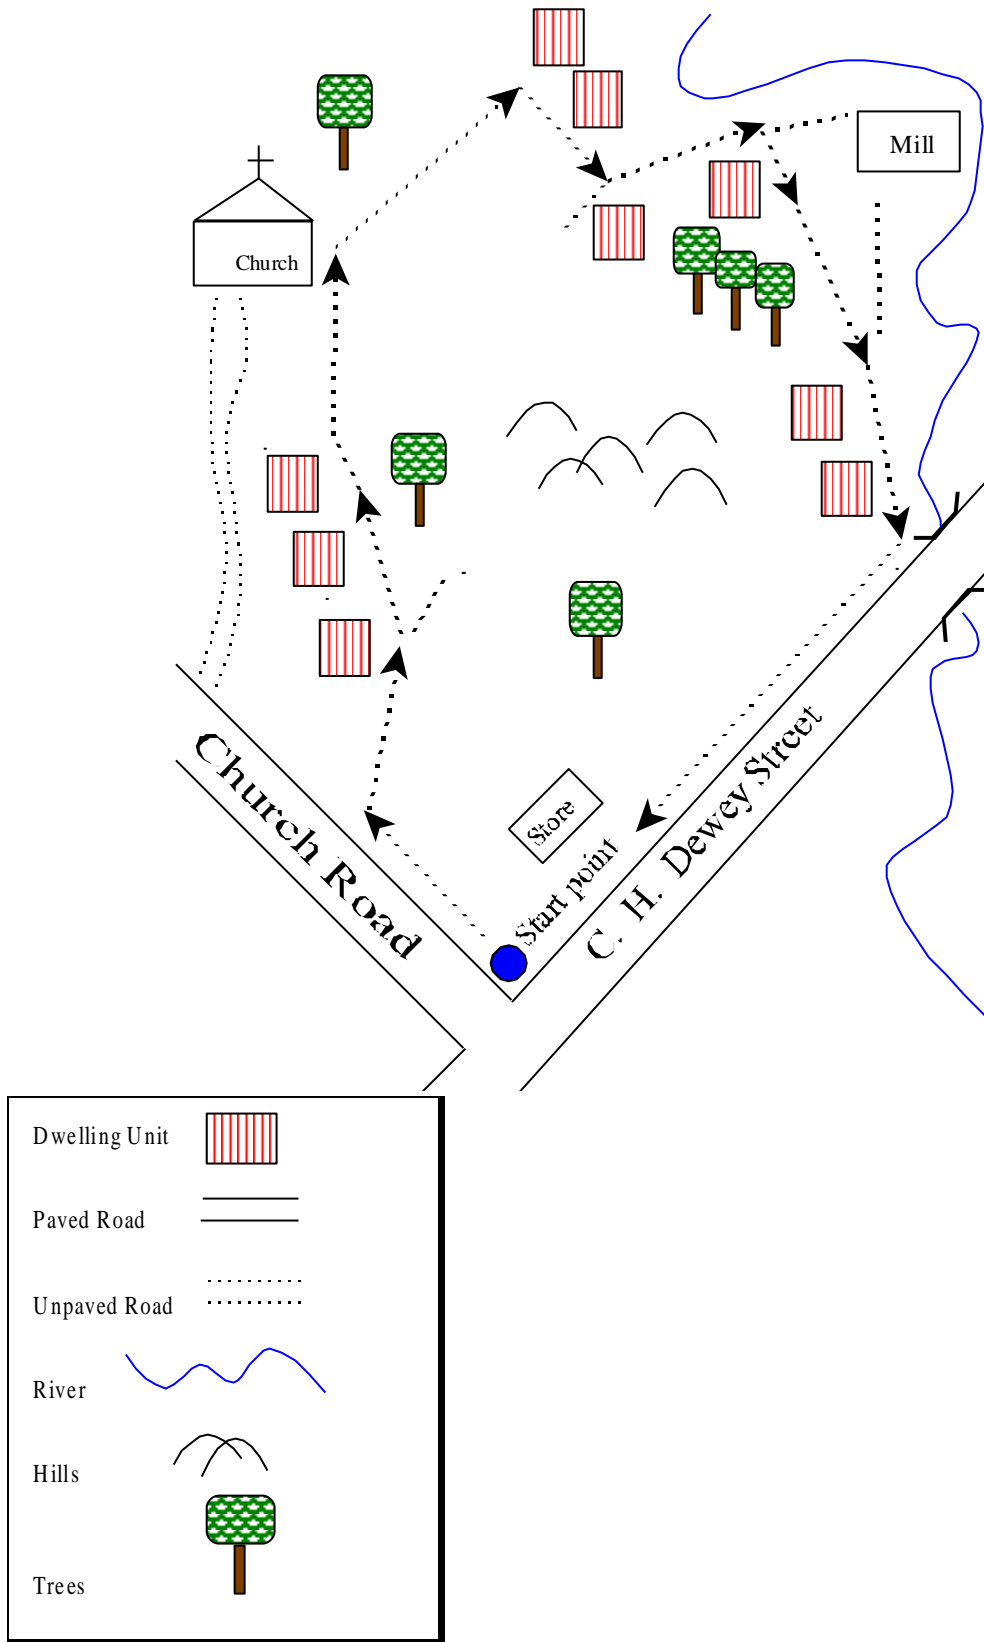 Mill
Church
Church Road
Store
Start point
C. H. Dewey Street
Dwelling Unit
Paved Road
Unpaved Road
River
Hills
Trees